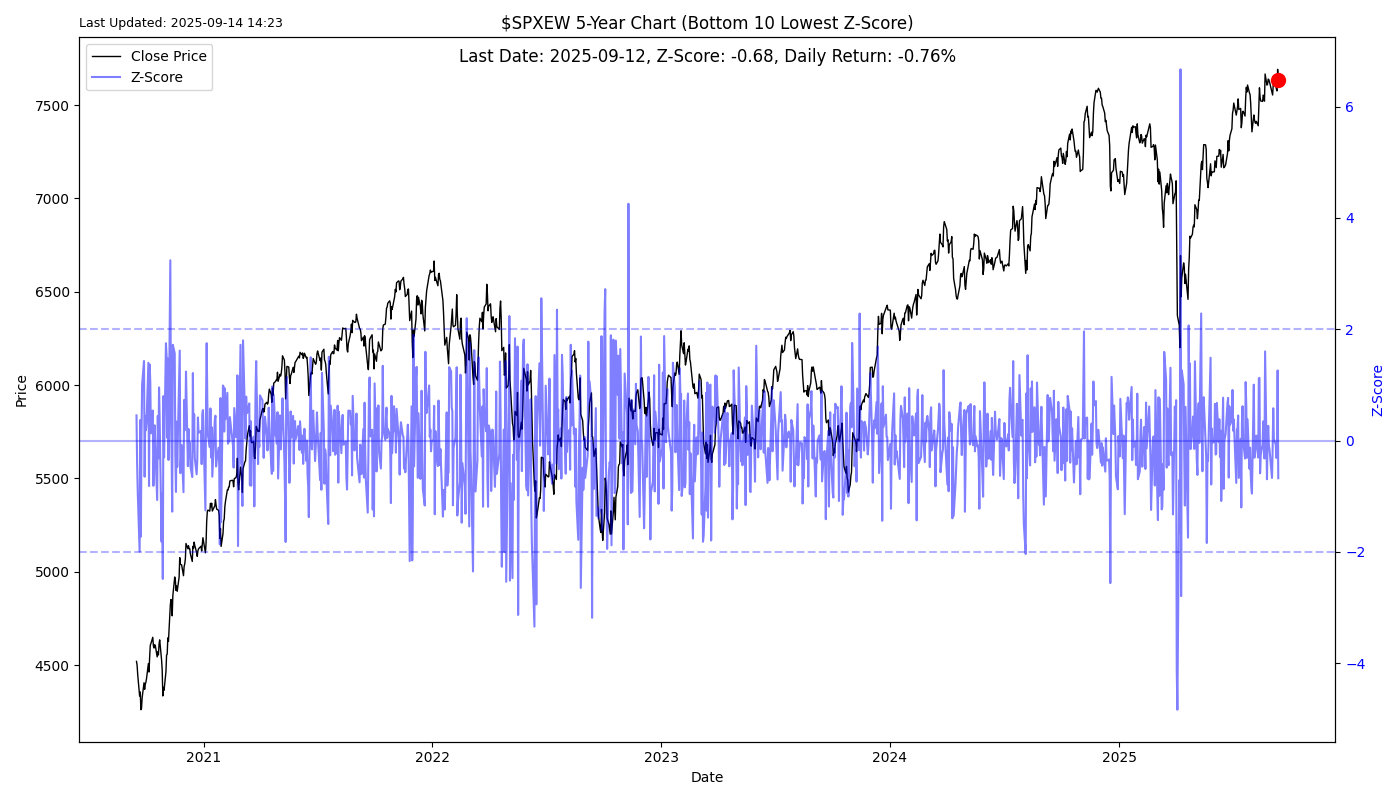 Last Updated: 2025-09-14 14:23
$SPXEW 5-Year Chart (Bottom 10 Lowest Z-Score)
Last Date: 2025-09-12, Z-Score: -0.68, Daily Return: -0.76%
Close Price
Z-Score
7500
7000
6500
6000
5500
5000
4500
Price
6
4
2
0
−2
−4
Z-Score
2021
2022
2023
2024
2025
Date